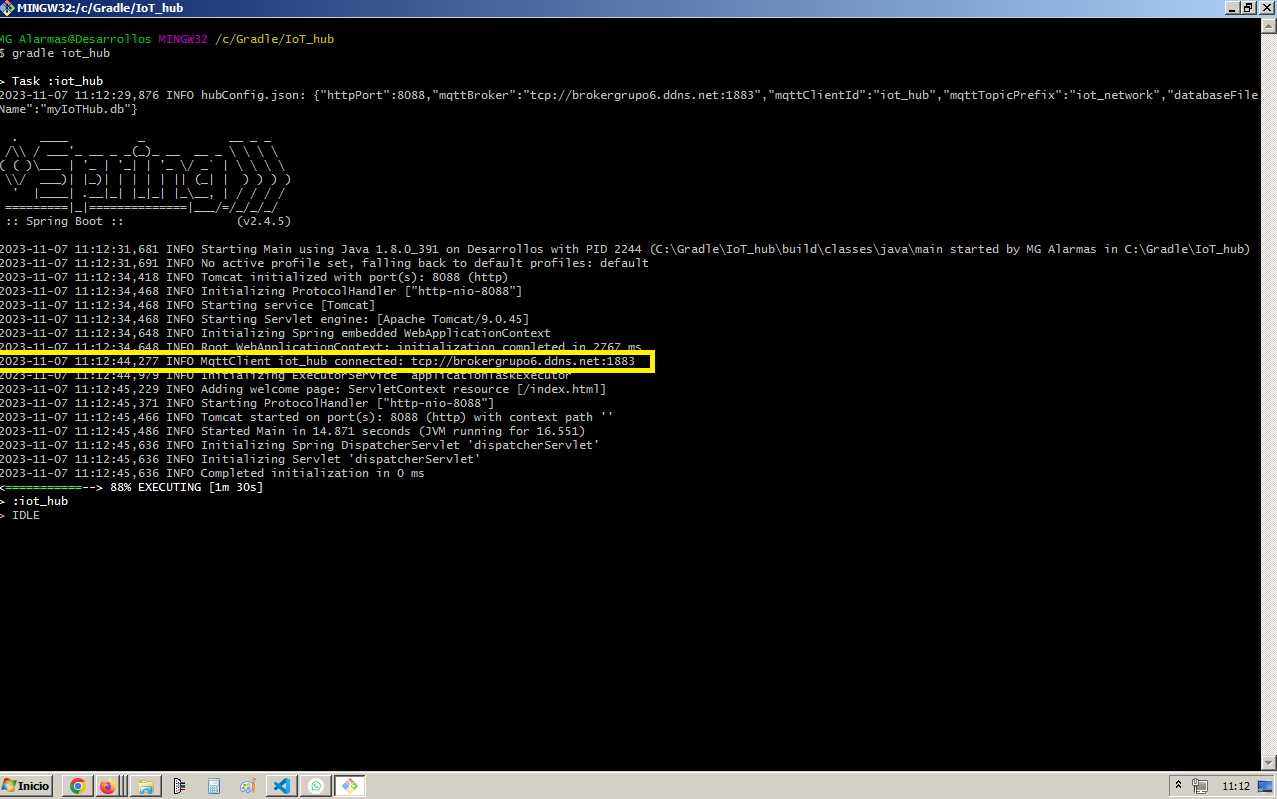 MINGW32:/c/Gradle/IoT_hub
MG Alarmas@Desarrollos MINGW32 /c/Gradle/IoT_hub
$ gradle iot_hub
> Task :iot_hub
2023-11-07 11:12:29,876 INFO hubConfig.json: {"httpPort":8088,"mqttBroker":"tcp://brokergrupo6.ddns.net:1883","mqttClientId":"iot_hub","mqttTopicPrefix":"iot_network","databaseFile
Name":"myIoTHub.db"}
Spring
:: Spring Boot :: (v2.4.5)
2023-11-07 11:12:31,681 INFO Starting Main using Java 1.8.0_391 on Desarrollos with PID 2244 (C:\Gradle\IoT_hub\build\classes\java\main started by MG Alarmas in C:\Gradle\IoT_hub)
2023-11-07 11:12:31,691 INFO No active profile set, falling back to default profiles: default
2023-11-07 11:12:34,418 INFO Tomcat initialized with port(s): 8088 (http)
2023-11-07 11:12:34,468 INFO Initializing ProtocolHandler ["http-nio-8088"]
2023-11-07 11:12:34,468 INFO Starting service [Tomcat]
2023-11-07 11:12:34,468 INFO Starting Servlet engine: [Apache Tomcat/9.0.45]
2023-11-07 11:12:34,648 INFO Initializing Spring embedded WebApplicationContext
2023-11-07 11:12:34,648 INFO Root WebApplicationContext: initialization completed in 2767 ms
2023-11-07 11:12:44,277 INFO MqttClient iot_hub connected: tcp://brokergrupo6.ddns.net:1883
2023-11-07 11:12:44,979 INFO Initializing ExecutorService 'applicationTaskExecutor'
2023-11-07 11:12:45,229 INFO Adding welcome page: ServletContext resource [/index.html]
2023-11-07 11:12:45,371 INFO Starting ProtocolHandler ["http-nio-8088"]
2023-11-07 11:12:45,466 INFO Tomcat started on port(s): 8088 (http) with context path ''
2023-11-07 11:12:45,486 INFO Started Main in 14.871 seconds (JVM running for 16.551)
2023-11-07 11:12:45,636 INFO Initializing Spring DispatcherServlet 'dispatcherServlet'
2023-11-07 11:12:45,636 INFO Initializing Servlet 'dispatcherServlet'
2023-11-07 11:12:45,636 INFO Completed initialization in 0 ms
<===========--> 88% EXECUTING [1m 30s]
> :iot_hub
> IDLE
Inicio
11:12